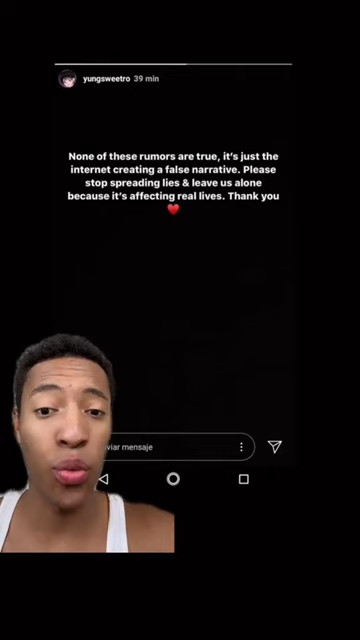 yungsweetro 39 min
None of these rumors are true, it's just the
internet creating a false narrative. Please
stop spreading lies & leave us alone
because it's affecting real lives. Thank you
❤️
viar mensaje